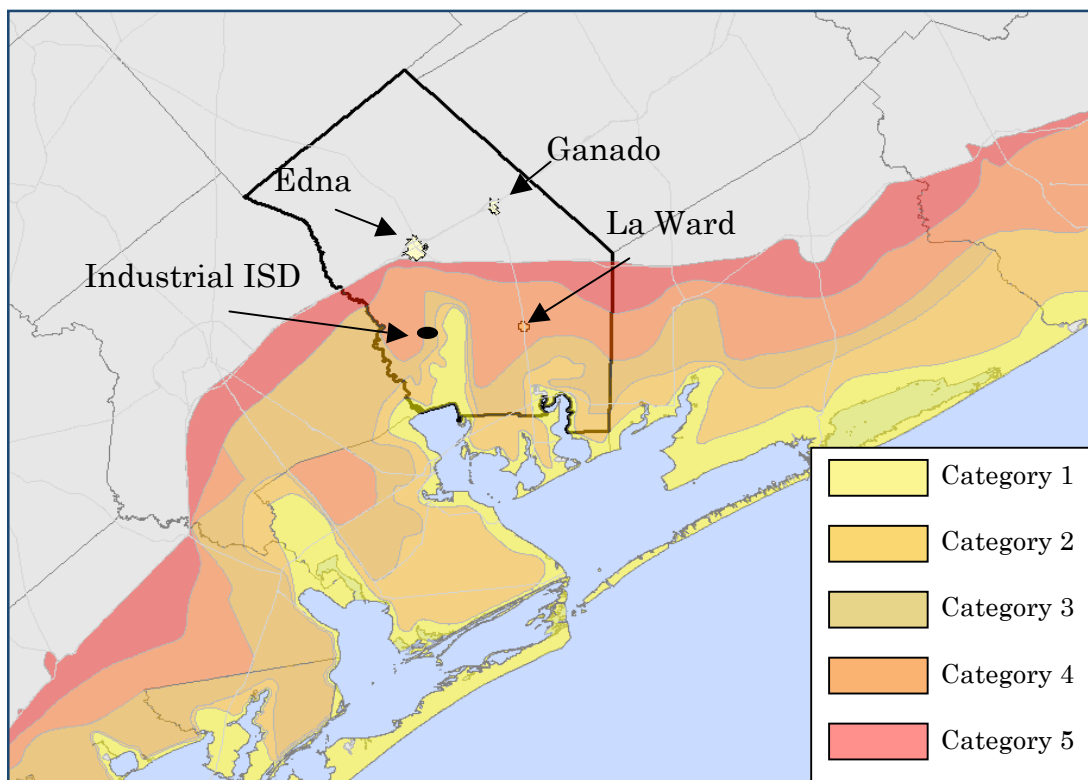 Ganado
Edna
La Ward
Industrial ISD
Category 1
Category 2
Category 3
Category 4
Category 5